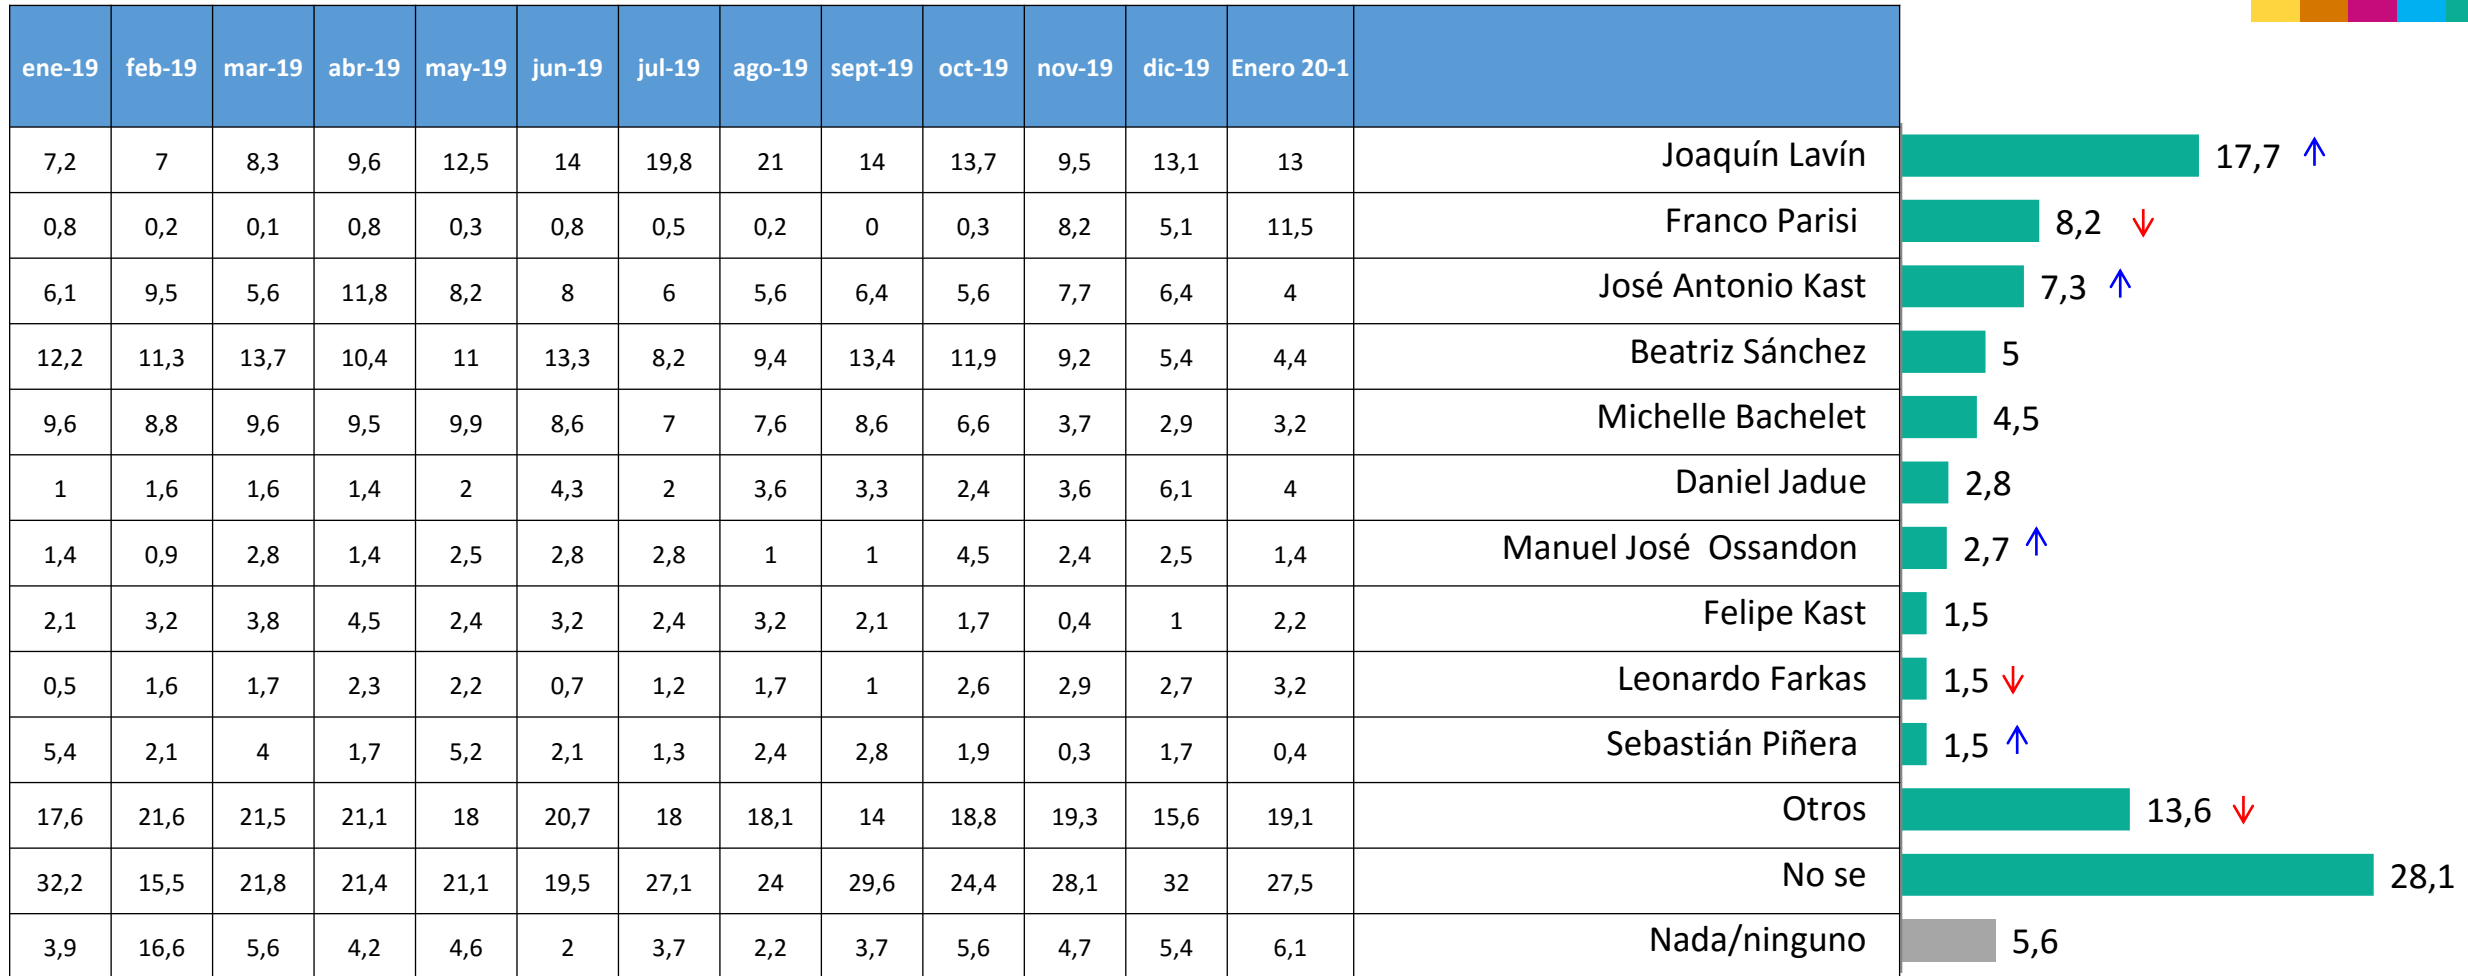 ene-19 feb-19 mar-19 abr-19 may-19 jun-19 jul-19 ago-19 sept-19 oct-19 nov-19 dic-19 Enero 20-1
7,2 7 8,3 9,6 12,5 14 19,8 21 14 13,7 9,5 13,1 13 Joaquín Lavín 17,7 ↑
0,8 0,2 0,1 0,8 0,3 0,8 0,5 0,2 0 0,3 8,2 5,1 11,5 Franco Parisi 8,2 ↓
6,1 9,5 5,6 11,8 8,2 8 6 5,6 6,4 5,6 7,7 6,4 4 José Antonio Kast 7,3 ↑
12,2 11,3 13,7 10,4 11 13,3 8,2 9,4 13,4 11,9 9,2 5,4 4,4 Beatriz Sánchez 5
9,6 8,8 9,6 9,5 9,9 8,6 7 7,6 8,6 6,6 3,7 2,9 3,2 Michelle Bachelet 4,5
1 1,6 1,6 1,4 2 4,3 2 3,6 3,3 2,4 3,6 6,1 4 Daniel Jadue 2,8
1,4 0,9 2,8 1,4 2,5 2,8 2,8 1 1 4,5 2,4 2,5 1,4 Manuel José Ossandon 2,7 ↑
2,1 3,2 3,8 4,5 2,4 3,2 2,4 3,2 2,1 1,7 0,4 1 2,2 Felipe Kast 1,5
0,5 1,6 1,7 2,3 2,2 0,7 1,2 1,7 1 2,6 2,9 2,7 3,2 Leonardo Farkas 1,5 ↓
5,4 2,1 4 1,7 5,2 2,1 1,3 2,4 2,8 1,9 0,3 1,7 0,4 Sebastián Piñera 1,5 ↑
17,6 21,6 21,5 21,1 18 20,7 18 18,1 14 18,8 19,3 15,6 19,1 Otros 13,6 ↓
32,2 15,5 21,8 21,4 21,1 19,5 27,1 24 29,6 24,4 28,1 32 27,5 No se 28,1
3,9 16,6 5,6 4,2 4,6 2 3,7 2,2 3,7 5,6 4,7 5,4 6,1 Nada/ninguno 5,6